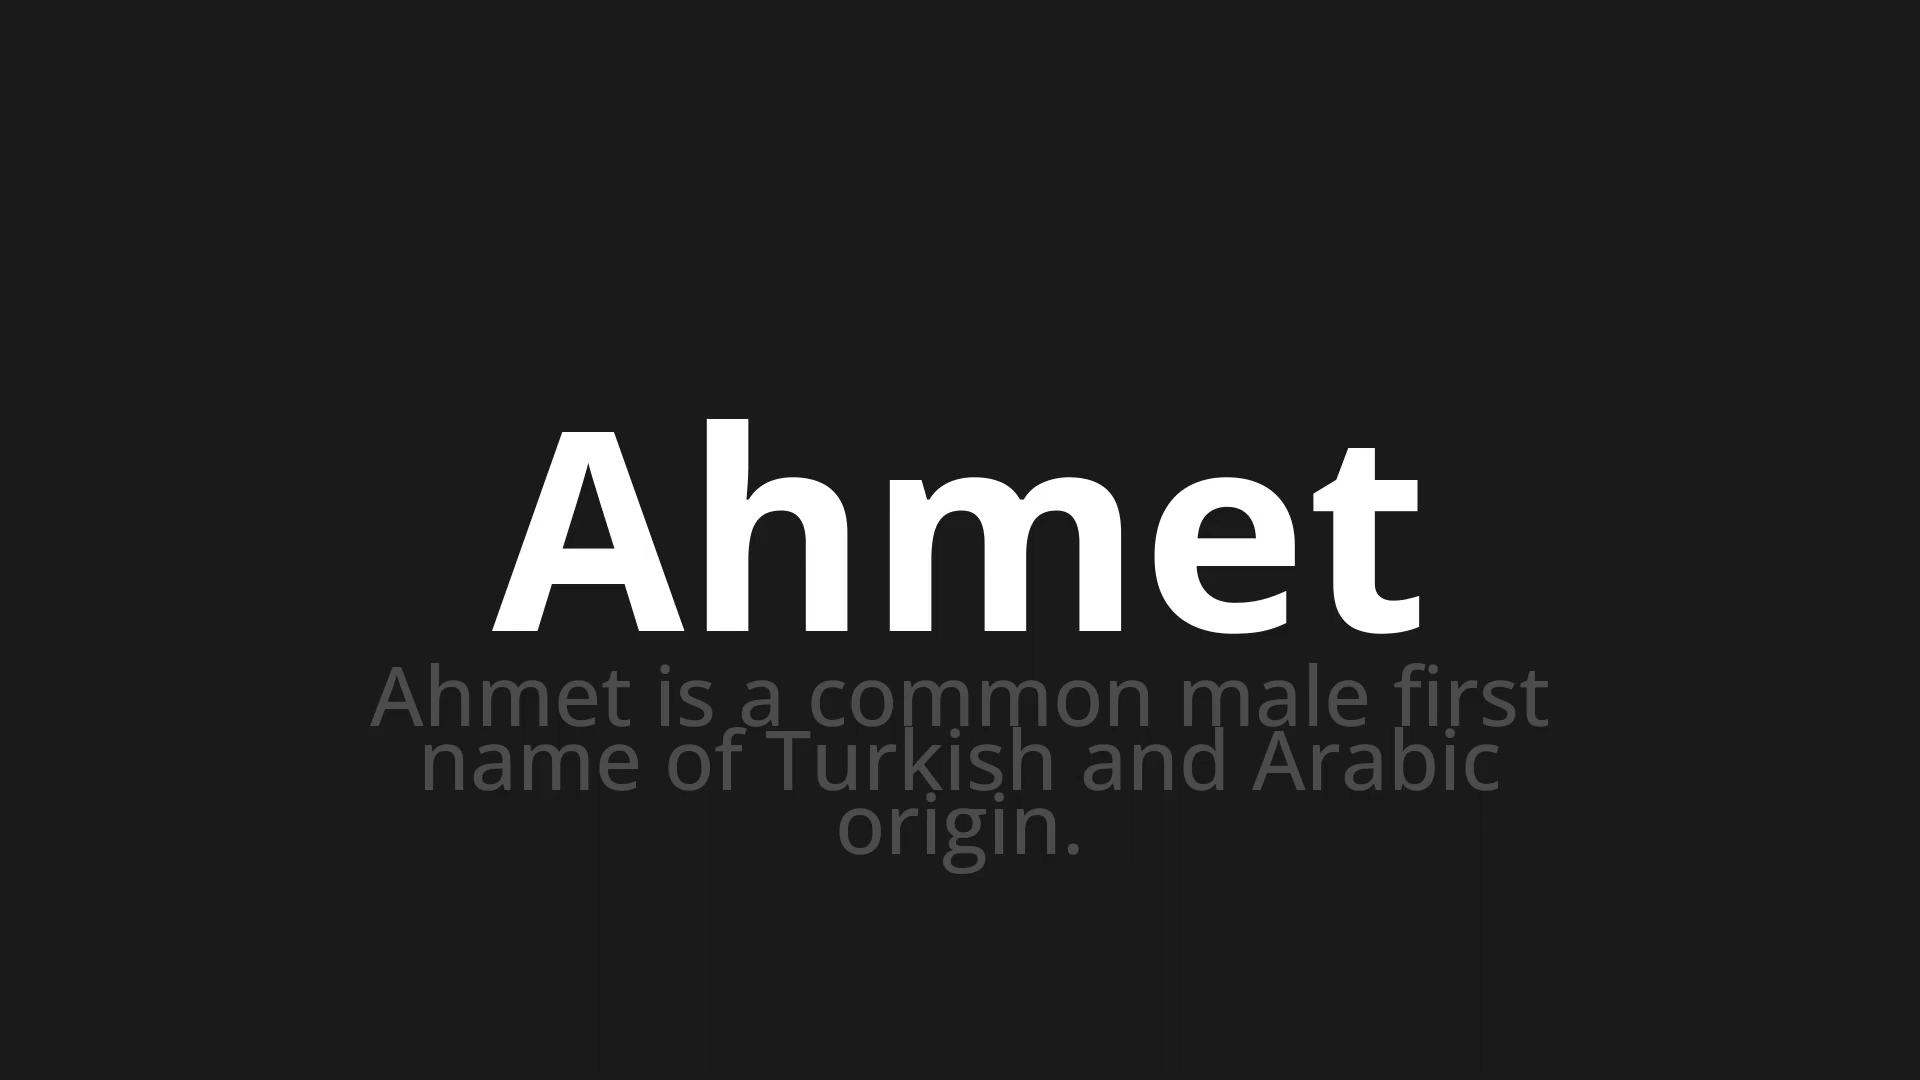 Ahmet
Ahmet is a common male first
name of Turkish and Arabic
origin.